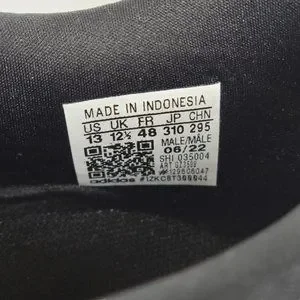 MADE IN INDONESIA
US UK FR JP CHN
13 12½ 48 310 295
MALE/MÂLE
06/22
SHI 035004
ART
adidas